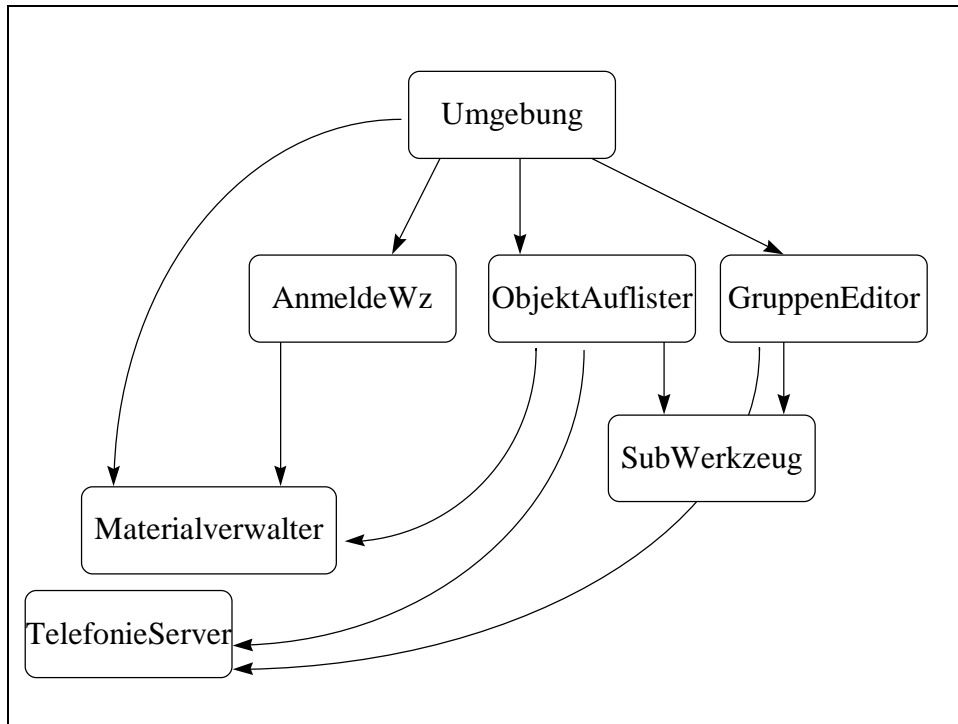 Umgebung
AnmeldeWz
ObjektAuflister
GruppenEditor
SubWerkzeug
Materialverwalter
TelefonieServer